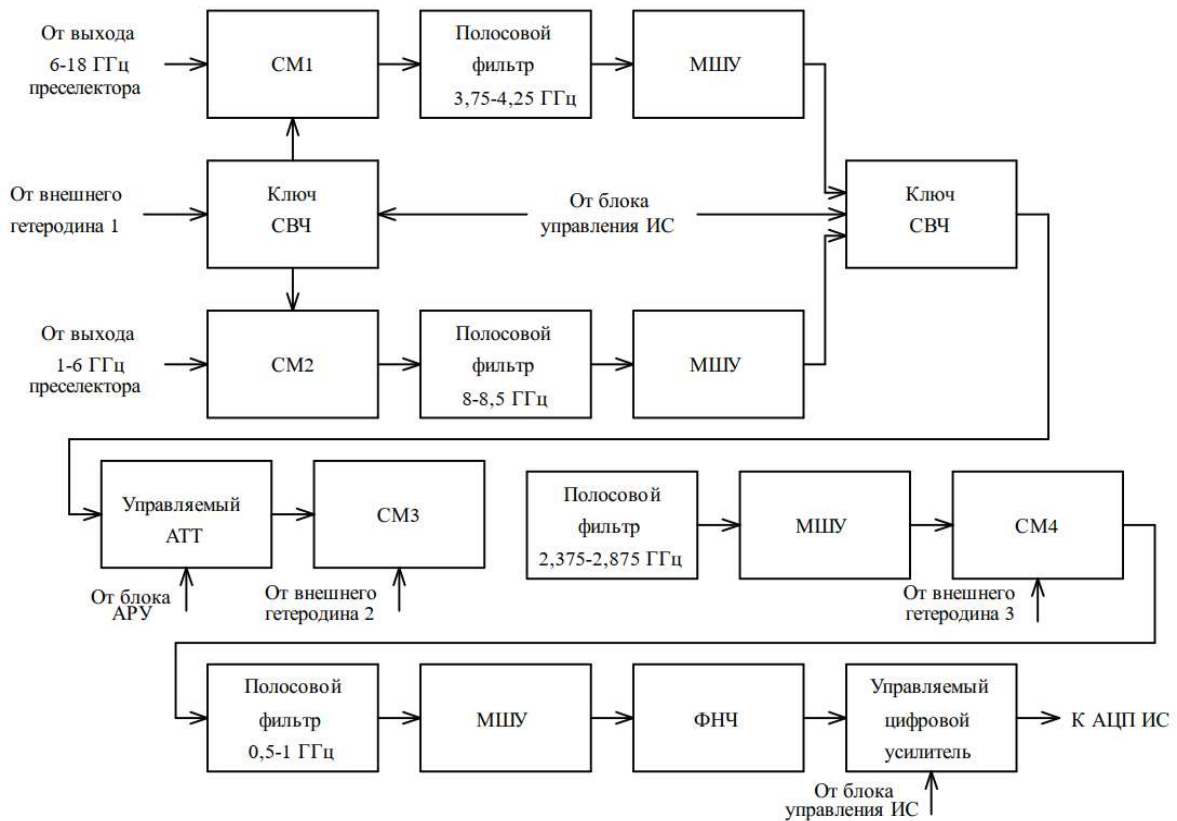 От выхода
6-18 ГГц
преселектора
СМ1
Полосовой
фильтр
3,75-4,25 ГГц
МШУ
От внешнего
гетеродина 1
Ключ
СВЧ
От блока
управления ИС
Ключ
СВЧ
От выхода
1-6 ГГц
преселектора
СМ2
Полосовой
фильтр
8-8,5 ГГц
МШУ
Управляемый
АТТ
СМ3
Полосовой
фильтр
2,375-2,875 ГГц
МШУ
СМ4
От блока
АРУ
От внешнего
гетеродина 2
От внешнего
гетеродина 3
Полосовой
фильтр
0,5-1 ГГц
МШУ
ФНЧ
Управляемый
цифровой
усилитель
К АЦП ИС
От блока
управления ИС